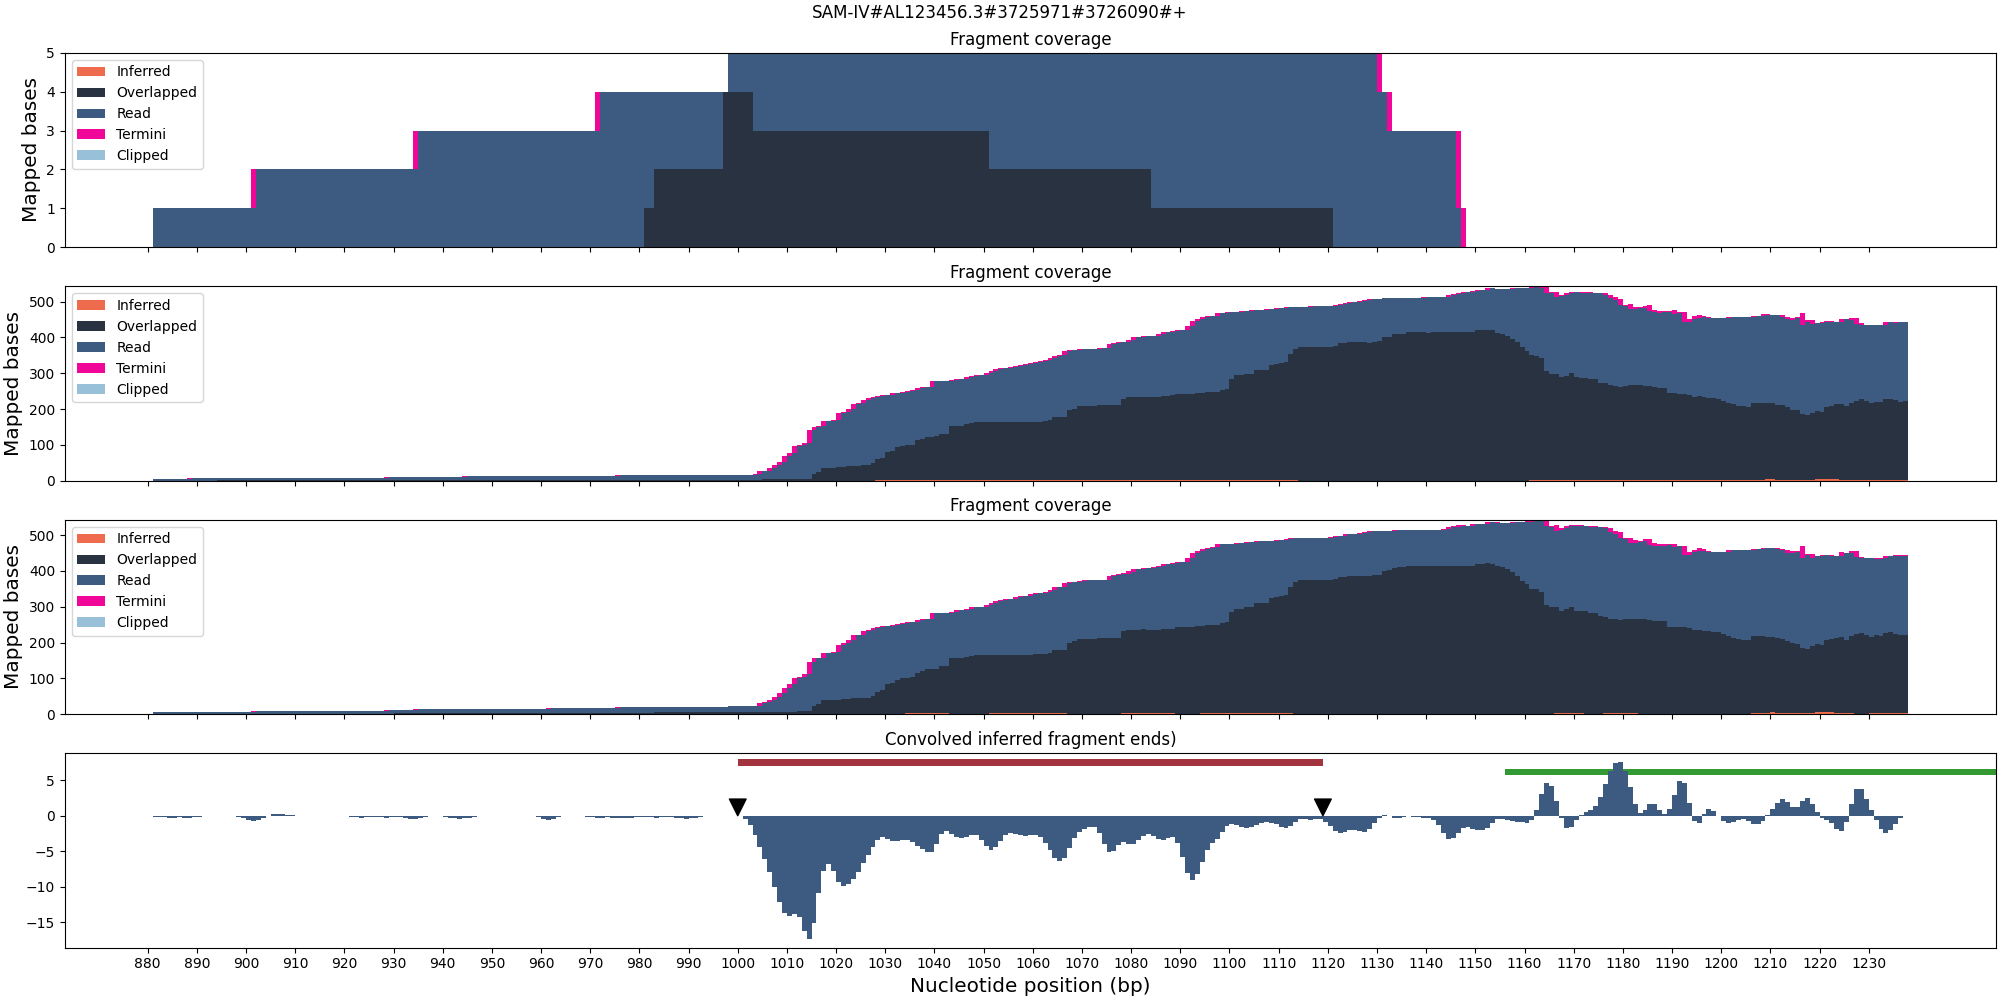 SAM-IV#AL123456.3#3725971#3726090#+
Fragment coverage
Mapped bases
5
4
3
2
1
0
Inferred
Overlapped
Read
Termini
Clipped
Fragment coverage
Mapped bases
500
400
300
200
100
0
Inferred
Overlapped
Read
Termini
Clipped
Fragment coverage
Mapped bases
500
400
300
200
100
0
Inferred
Overlapped
Read
Termini
Clipped
Convolved inferred fragment ends)
5
0
−5
−10
−15
880 890 900 910 920 930 940 950 960 970 980 990 1000 1010 1020 1030 1040 1050 1060 1070 1080 1090 1100 1110 1120 1130 1140 1150 1160 1170 1180 1190 1200 1210 1220 1230
Nucleotide position (bp)